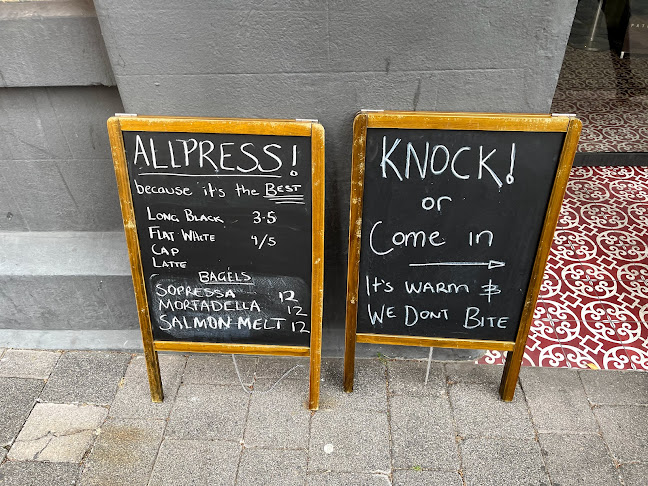 ALLPRESS!
because it's the BEST
LONG BLACK 3.5
FLAT WHITE 4/5
CAP
LATTE
BAGELS
SOPRESSA 12
MORTADELLA 12
SALMON MELT 12
KNOCK!
or
Come in
It's WARM &
WE DONT BITE